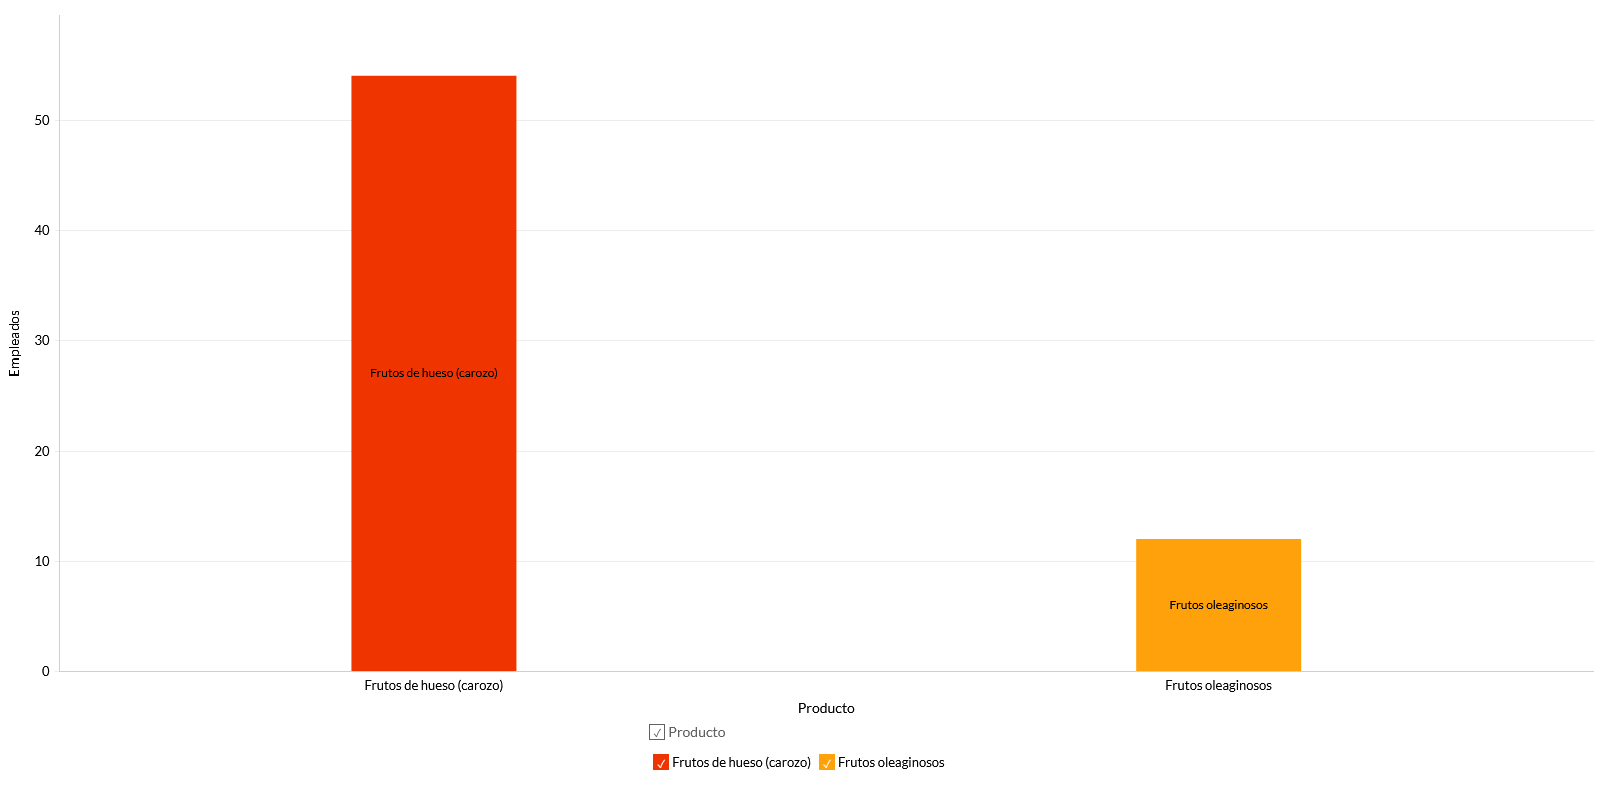 Empleados
50
40
30
20
10
0
Frutos de hueso (carozo)
Frutos oleaginosos
Frutos de hueso (carozo)
Frutos oleaginosos
Producto
Producto
Frutos de hueso (carozo)
Frutos oleaginosos